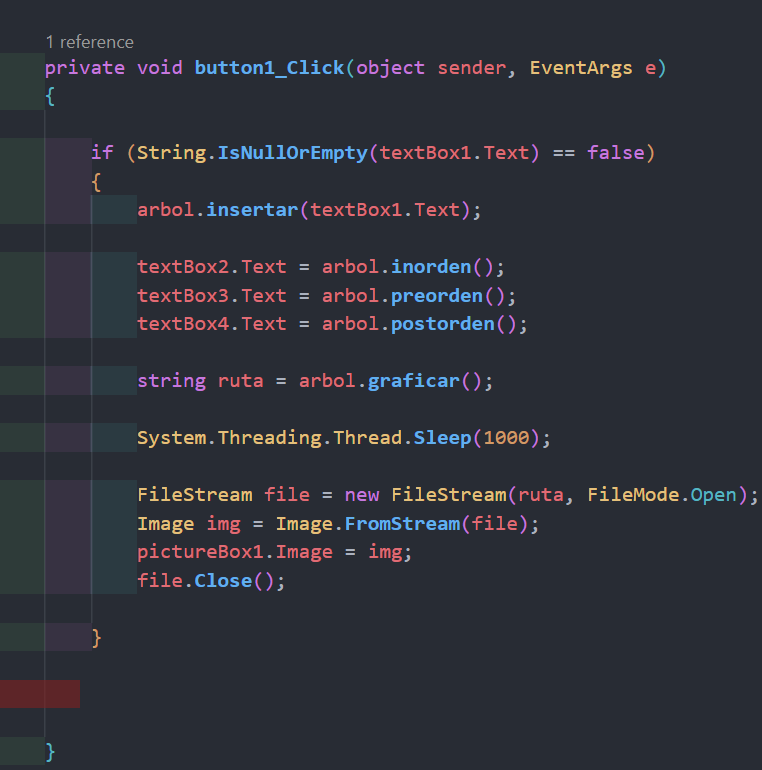 1 reference
private void button1_Click(object sender, EventArgs e)
{
if (String.IsNullOrEmpty(textBox1.Text) == false)
{
arbol.insertar(textBox1.Text);
textBox2.Text = arbol.inorden();
textBox3.Text = arbol.preorden();
textBox4.Text = arbol.postorden();
string ruta = arbol.graficar();
System.Threading.Thread.Sleep(1000);
FileStream file = new FileStream(ruta, FileMode.Open);
Image img = Image.FromStream(file);
pictureBox1.Image = img;
file.Close();
}
}